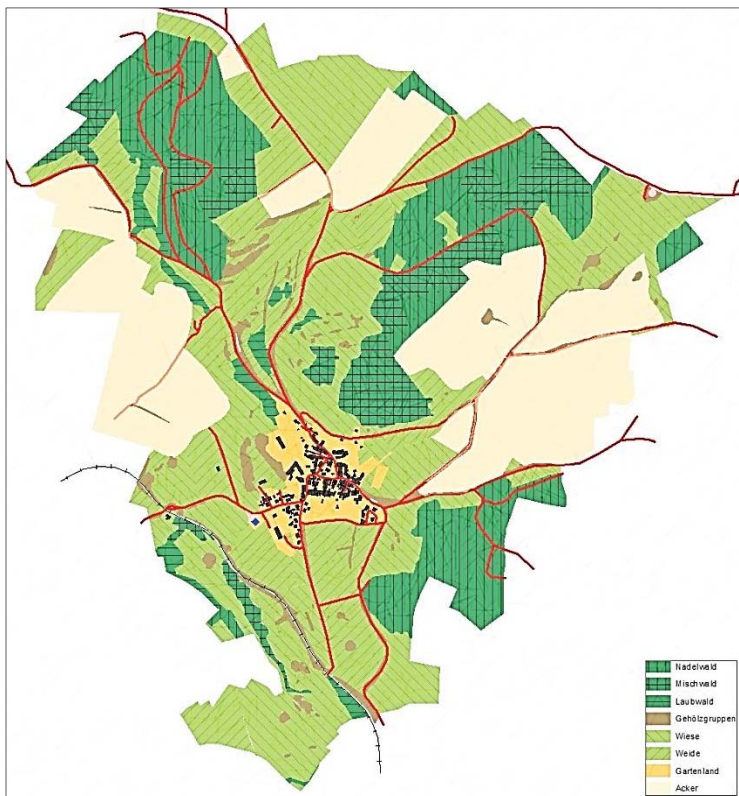 Nadelwald
Mischwald
Laubwald
Gehölzgruppen
Wiese
Weide
Gartenland
Acker